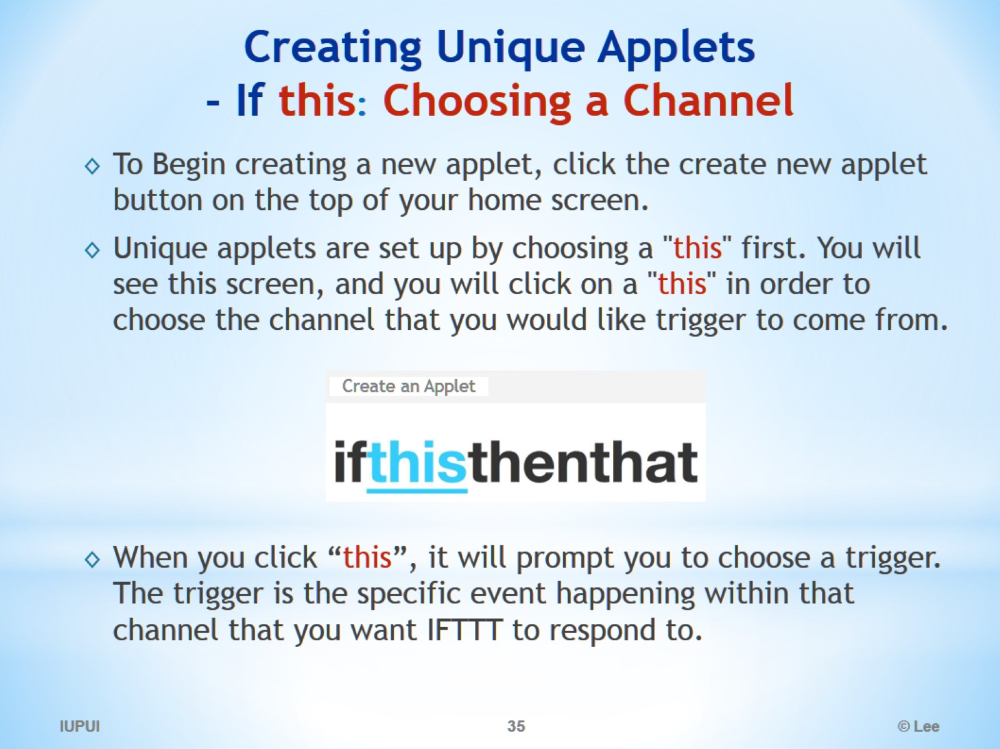 Creating Unique Applets
- If this: Choosing a Channel
◇ To Begin creating a new applet, click the create new applet
button on the top of your home screen.
◇ Unique applets are set up by choosing a "this" first. You will
see this screen, and you will click on a "this" in order to
choose the channel that you would like trigger to come from.
Create an Applet
ifthisthenthat
◇ When you click “this”, it will prompt you to choose a trigger.
The trigger is the specific event happening within that
channel that you want IFTTT to respond to.
IUPUI 35 © Lee